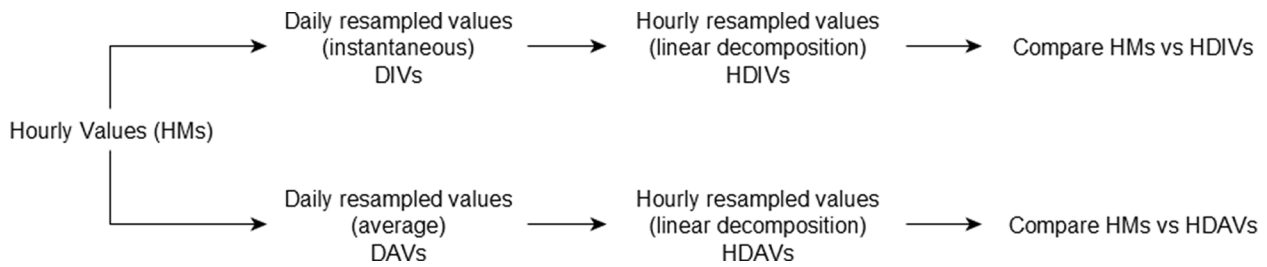 Hourly Values (HMs)
Daily resampled values
(instantaneous)
DIVs
Hourly resampled values
(linear decomposition)
HDIVs
Compare HMs vs HDIVs
Daily resampled values
(average)
DAVs
Hourly resampled values
(linear decomposition)
HDAVs
Compare HMs vs HDAVs